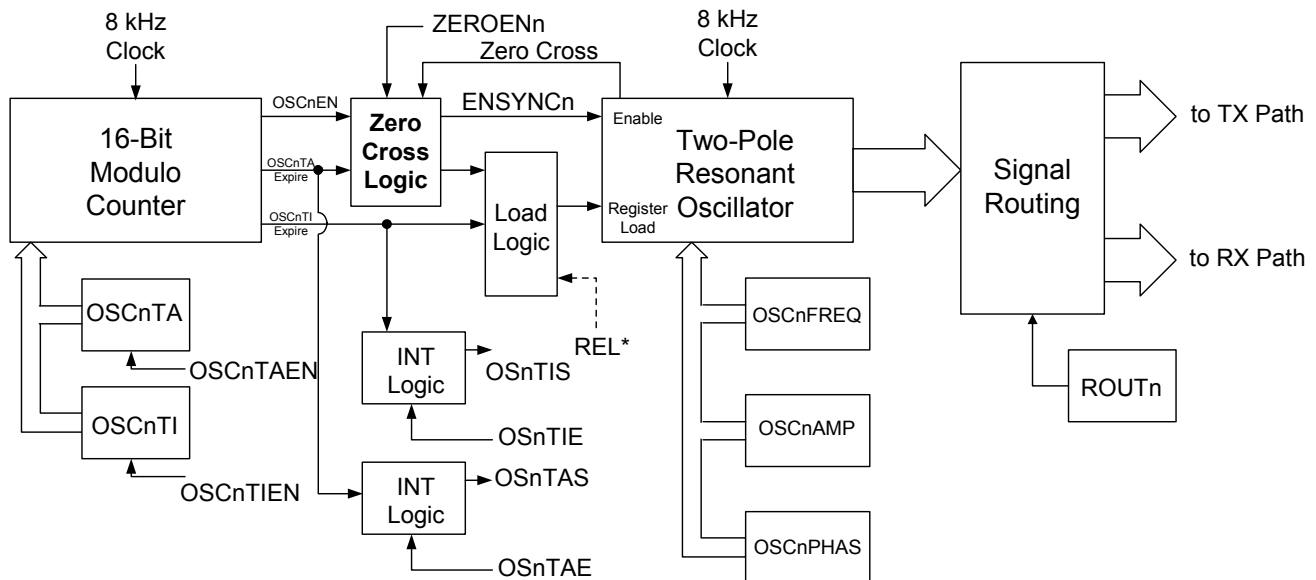 8 kHz
Clock
ZEROENn
Zero Cross
8 kHz
Clock
16-Bit
Modulo
Counter
OSCnEN
OSCnTA
Expire
OSCnTI
Expire
Zero
Cross
Logic
ENSYNCn
Load
Logic
Enable
Two-Pole
Resonant
Oscillator
Register
Load
Signal
Routing
to TX Path
to RX Path
OSCnTA
OSCnTAEN
OSCnTI
OSCnTIEN
INT
Logic
OSnTIS
OSnTIE
REL*
INT
Logic
OSnTAS
OSnTAE
OSCnFREQ
OSCnAMP
OSCnPHAS
ROUTn